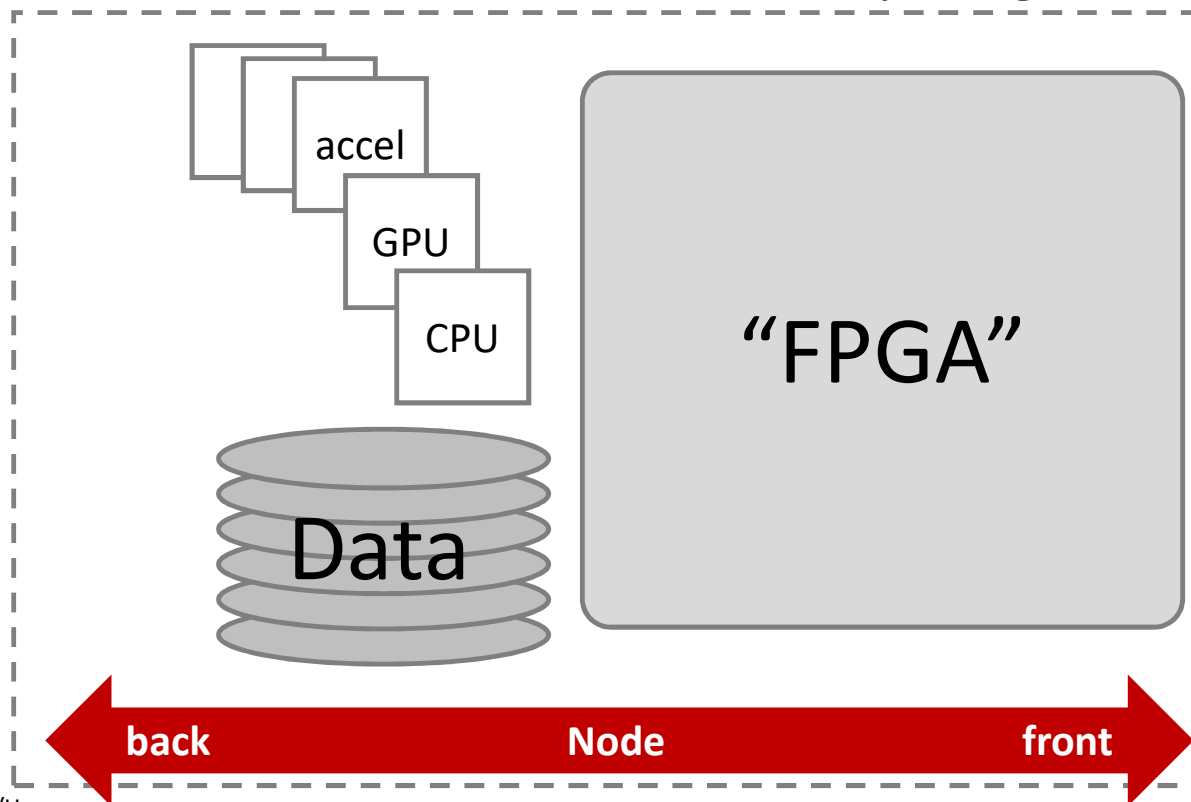 accel
GPU
CPU
“FPGA”
Data
back Node front